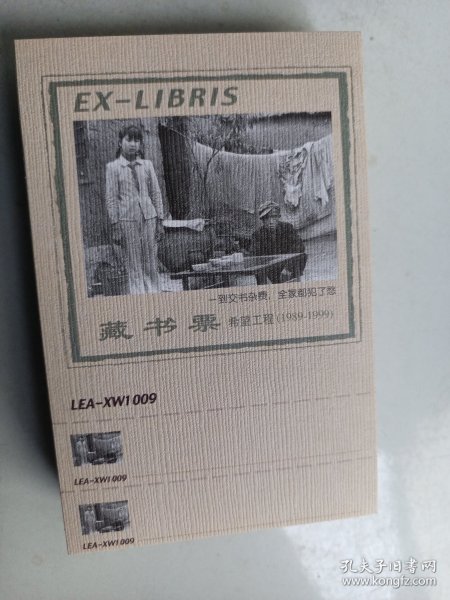 EX-LIBRIS
一到交书杂费，全家都犯了愁
藏书票 希望工程(1989-1999)
LEA-XW1009
LEA-XW1009
LEA-XW1009
孔夫子旧书网
www.kongfz.com